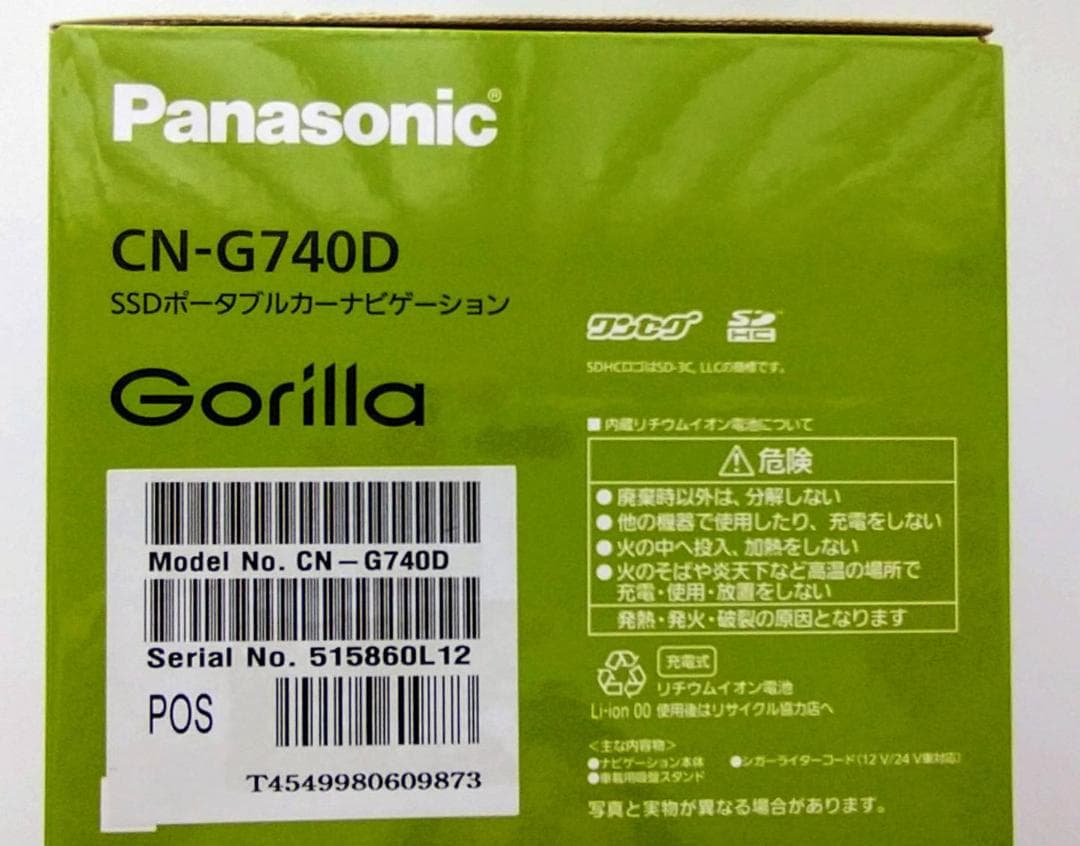 Panasonic®
CN-G740D
SSDポータブルカーナビゲーション
Gorilla
Model No. CN-G740D
Serial No. 515860L12
POS
T4549980609873
ワンセグ
SD HC
SDHCロゴはSD-3C, LLCの商標です。
■内蔵リチウムイオン電池について
⚠危険
●廃棄時以外は、分解しない
●他の機器で使用したり、充電をしない
●火の中へ投入、加熱をしない
●火のそばや炎天下など高温の場所で
充電・使用・放置をしない
発熱・発火・破裂の原因となります
充電式
リチウムイオン電池
Li-ion 00 使用後はリサイクル協力店へ
<主な内容物>
●ナビゲーション本体 ●シガーライターコード(12 V/24 V車対応)
●車載用吸盤スタンド
写真と実物が異なる場合があります。